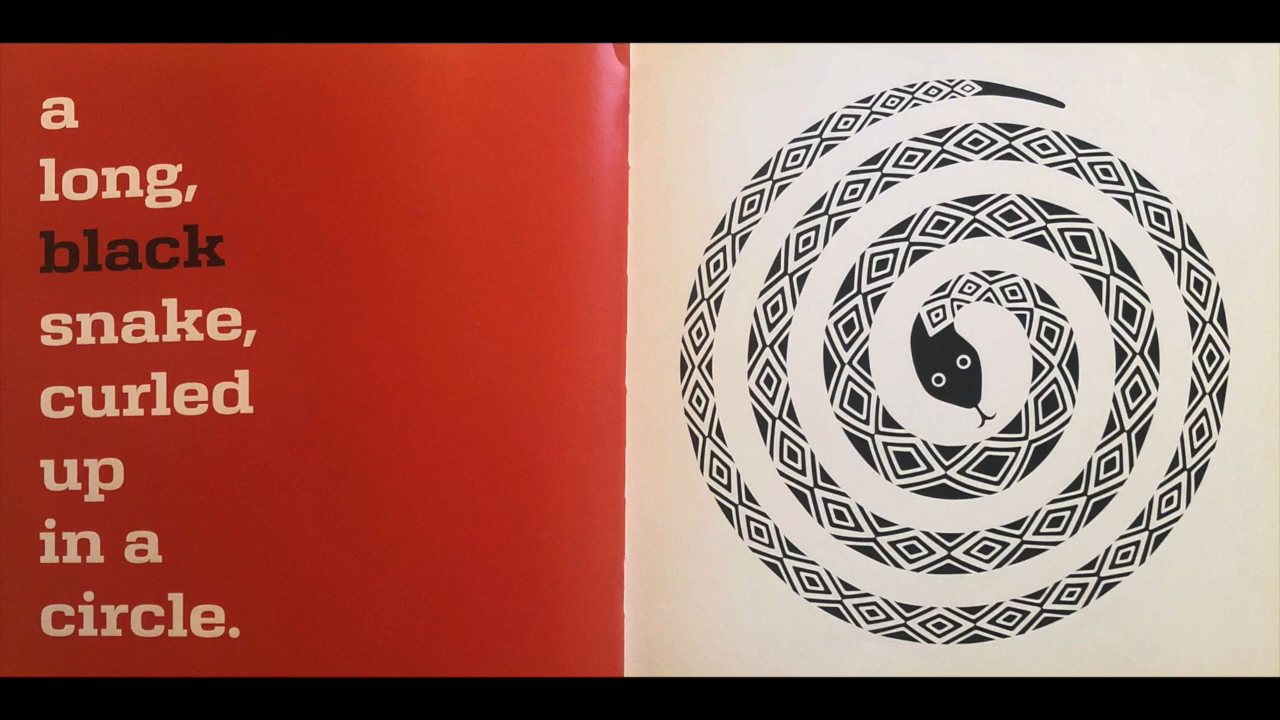 a
long,
black
snake,
curled
up
in a
circle.